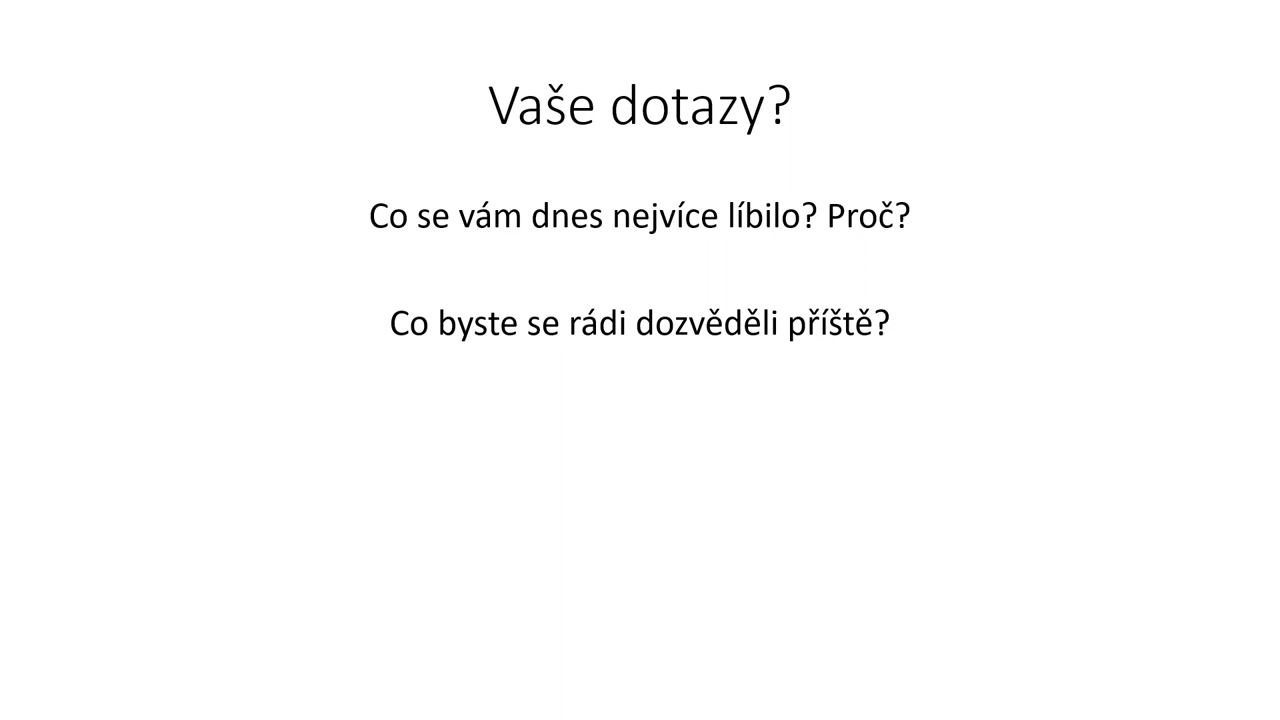 Vaše dotazy?
Co se vám dnes nejvíce líbilo? Proč?
Co byste se rádi dozvěděli příště?